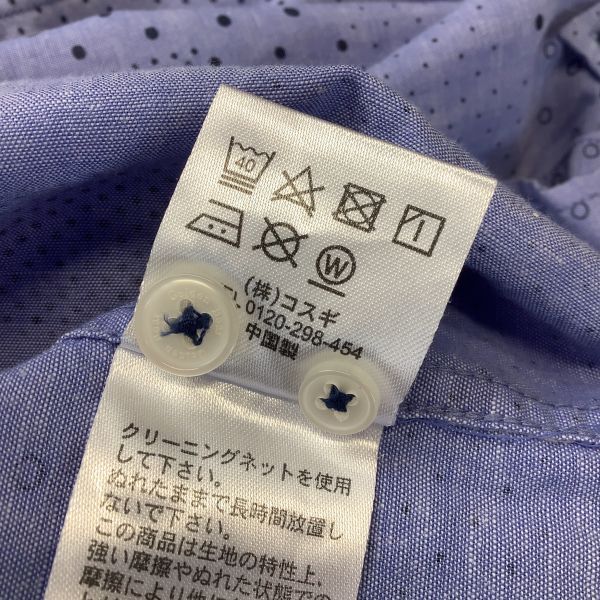 40
(株)コスギ
0120-298-454
中国製
クリーニングネットを使用
して下さい。
ぬれたままで長時間放置し
ないで下さい。
この商品は生地の特性上、
強い摩擦やぬれた状態での
摩擦により他に